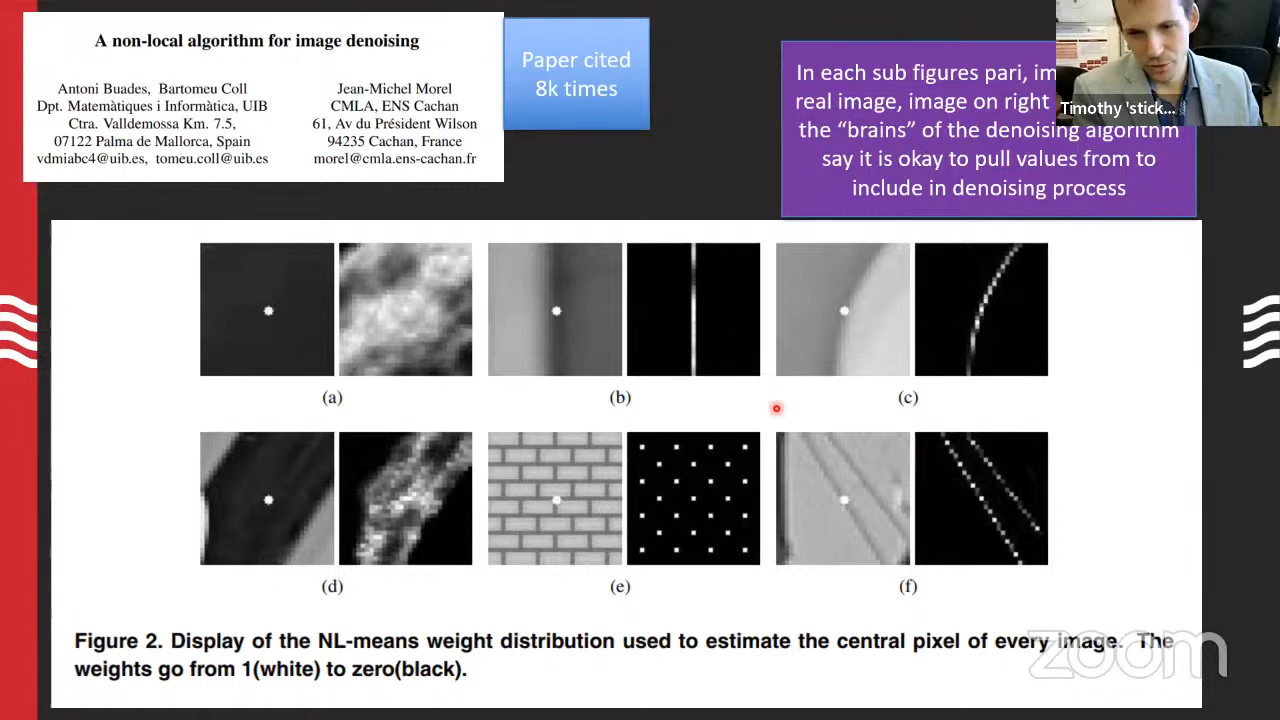 A non-local algorithm for image denoising
Antoni Buades, Bartomeu Coll
Dpt. Matemàtiques i Informàtica, UIB
Ctra. Valldemossa Km. 7.5,
07122 Palma de Mallorca, Spain
vdmiabc4@uib.es, tomeu.coll@uib.es
Jean-Michel Morel
CMLA, ENS Cachan
61, Av du Président Wilson
94235 Cachan, France
morel@cmla.ens-cachan.fr
Paper cited
8k times
In each sub figures pari, im
real image, image on right
the “brains” of the denoising algorithm
say it is okay to pull values from to
include in denoising process
Timothy 'stick...
(a)
(b)
(c)
(d)
(e)
(f)
Figure 2. Display of the NL-means weight distribution used to estimate the central pixel of every image. The
weights go from 1(white) to zero(black).
zoom